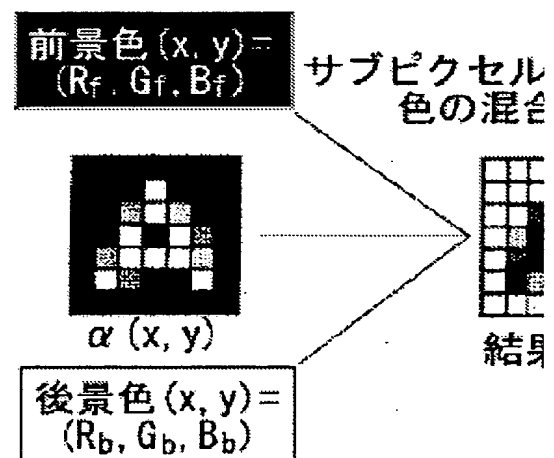 前景色(x, y)=
(Rf, Gf, Bf)
サブピクセル
色の混合
α(x, y)
結果
後景色(x, y)=
(Rb, Gb, Bb)